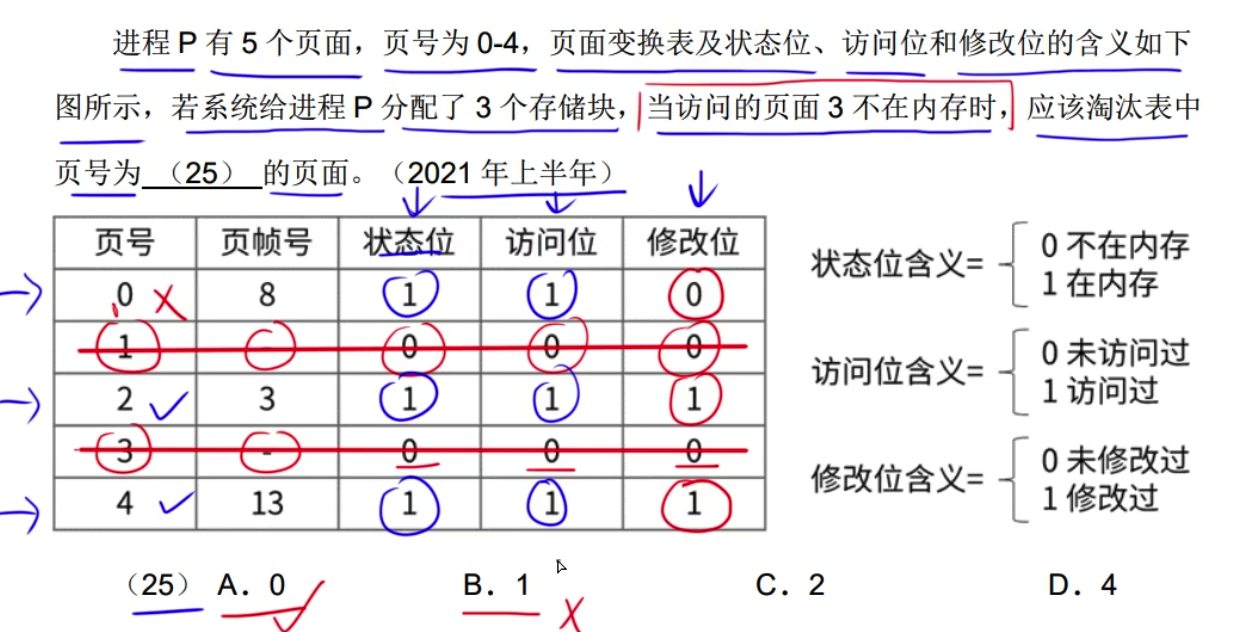 进程 P 有 5 个页面，页号为 0-4，页面变换表及状态位、访问位和修改位的含义如下
图所示，若系统给进程 P 分配了 3 个存储块，当访问的页面 3 不在内存时，应该淘汰表中
页号为 （25） 的页面。（2021 年上半年）
页号 页帧号 状态位 访问位 修改位
0 8 1 1 0
1 - 0 0 0
2 3 1 1 1
3 - 0 0 0
4 13 1 1 1
状态位含义= 0 不在内存
1 在内存
访问位含义= 0 未访问过
1 访问过
修改位含义= 0 未修改过
1 修改过
（25） A．0 B．1 C．2 D．4